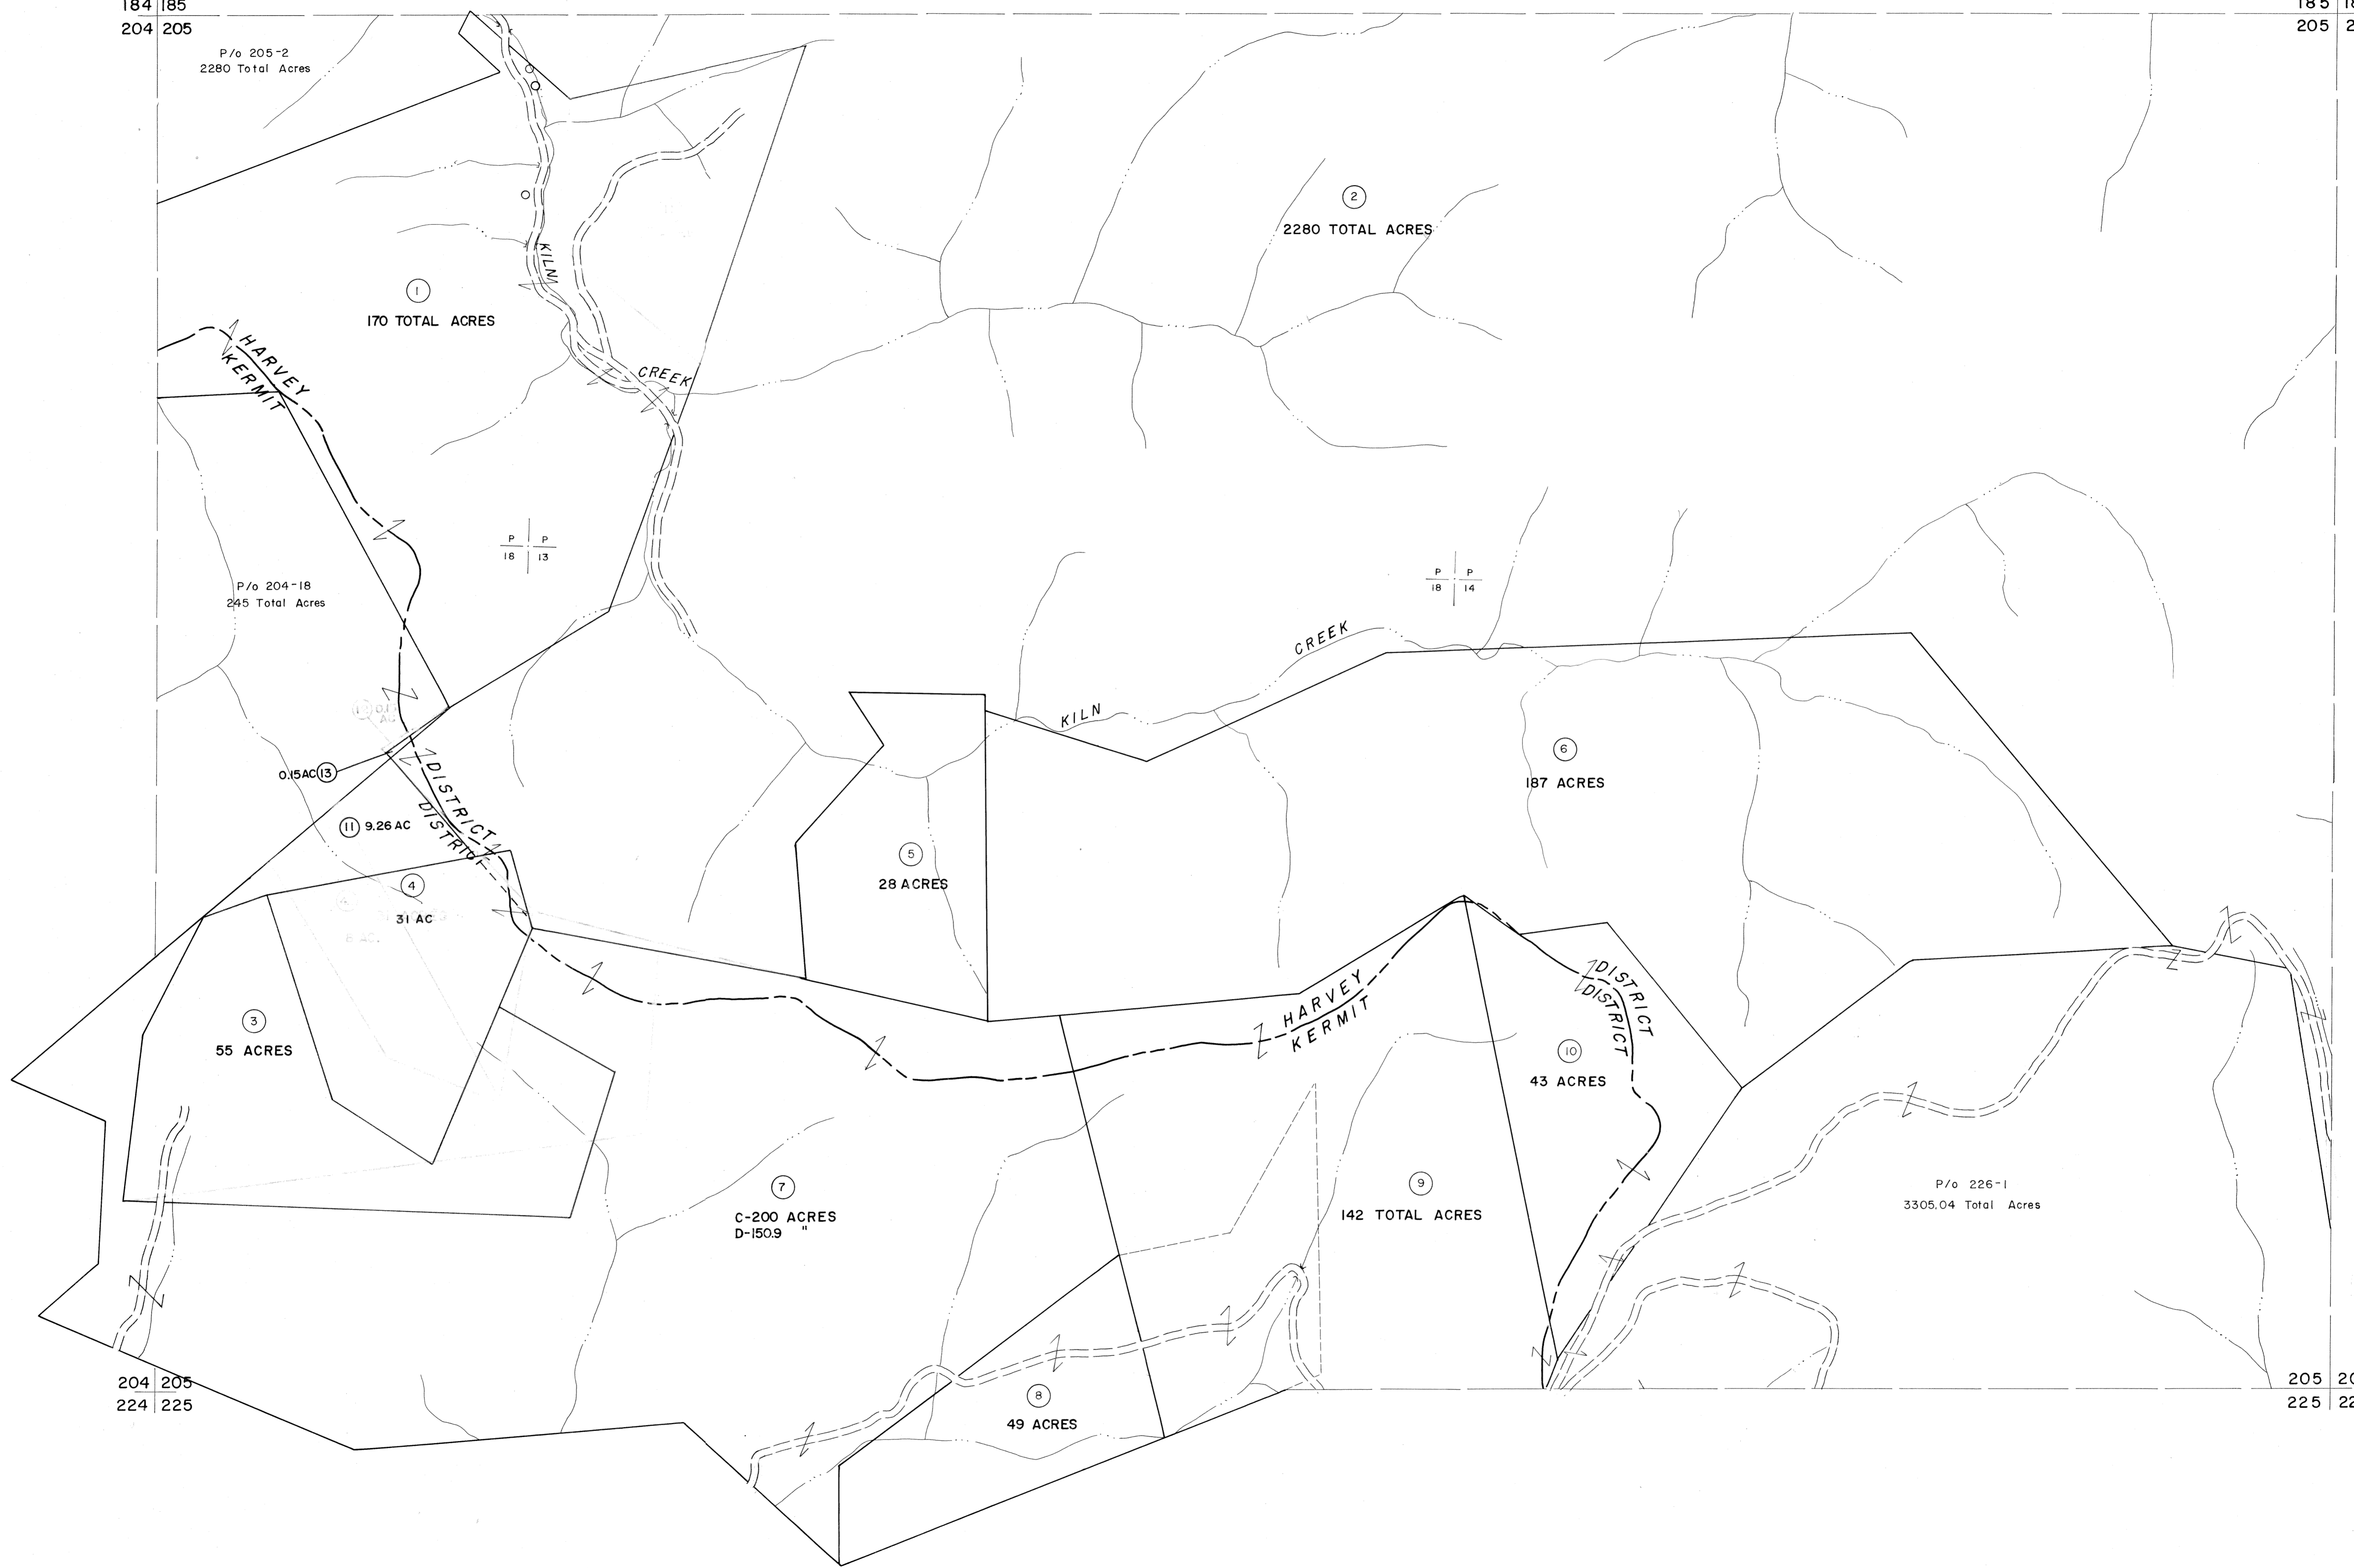 184 185
204 205
185
205
P/o 205-2
2280 Total Acres
2
2280 TOTAL ACRES
KILN
1
170 TOTAL ACRES
HARVEY
KERMIT
CREEK
P P
18 13
P P
18 14
P/o 204-18
245 Total Acres
CREEK
KILN
6
187 ACRES
0.15AC 13
DISTRICT
DISTRICT
11 9.26 AC
5
28 ACRES
4
31 AC
DISTRICT
DISTRICT
HARVEY
KERMIT
3
55 ACRES
10
43 ACRES
7
C-200 ACRES
D-150.9 "
9
142 TOTAL ACRES
P/o 226-1
3305.04 Total Acres
204 205
224 225
8
49 ACRES
205
225